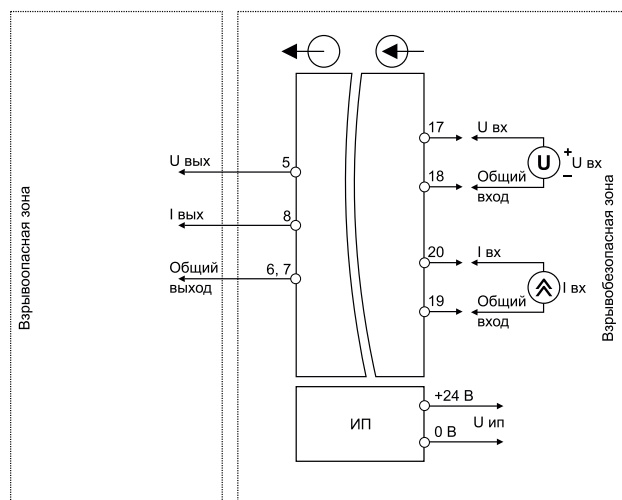 Взрывоопасная зона
U вых
5
I вых
8
Общий
выход
6, 7
17
U вх
18
Общий
вход
U
+
–
U вх
20
I вх
19
Общий
вход
I вх
Взрывобезопасная зона
ИП
+24 В
U ип
0 В